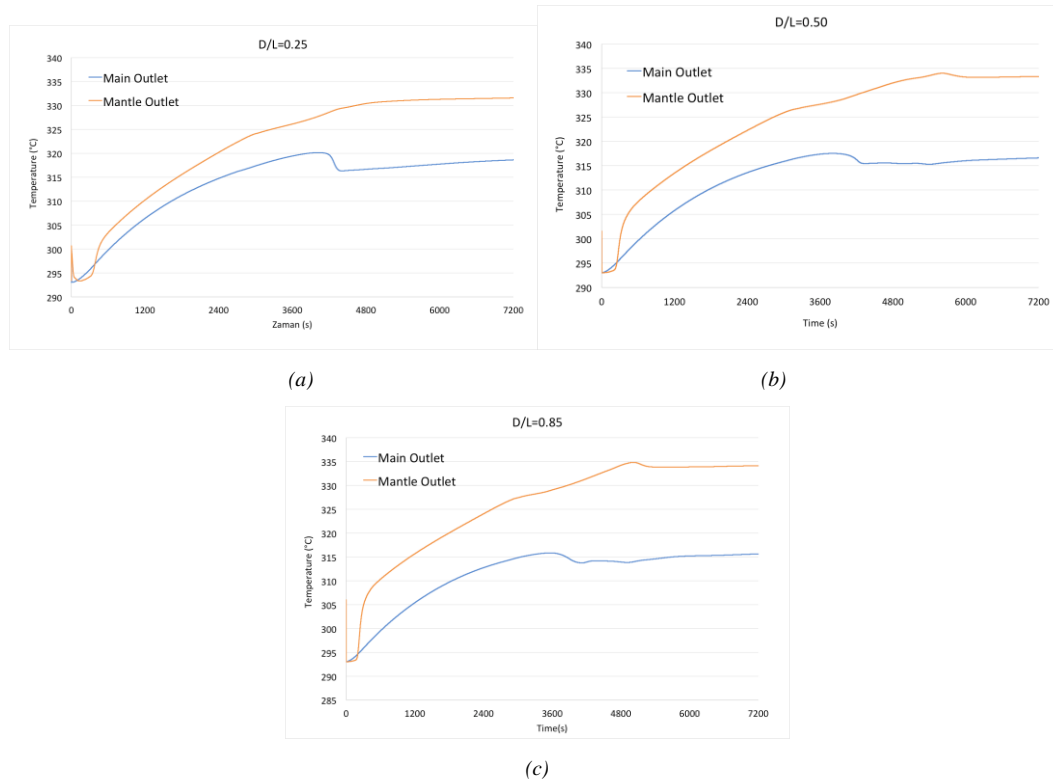 D/L=0.25
340
335
330
325
320
315
310
305
300
295
290
Temperature (°C)
Main Outlet
Mantle Outlet
0 1200 2400 3600 4800 6000 7200
Zaman (s)
(a)
D/L=0.50
340
335
330
325
320
315
310
305
300
295
290
Temperature (°C)
Main Outlet
Mantle Outlet
0 1200 2400 3600 4800 6000 7200
Time (s)
(b)
D/L=0.85
340
335
330
325
320
315
310
305
300
295
290
285
Temperature (°C)
Main Outlet
Mantle Outlet
0 1200 2400 3600 4800 6000 7200
Time(s)
(c)